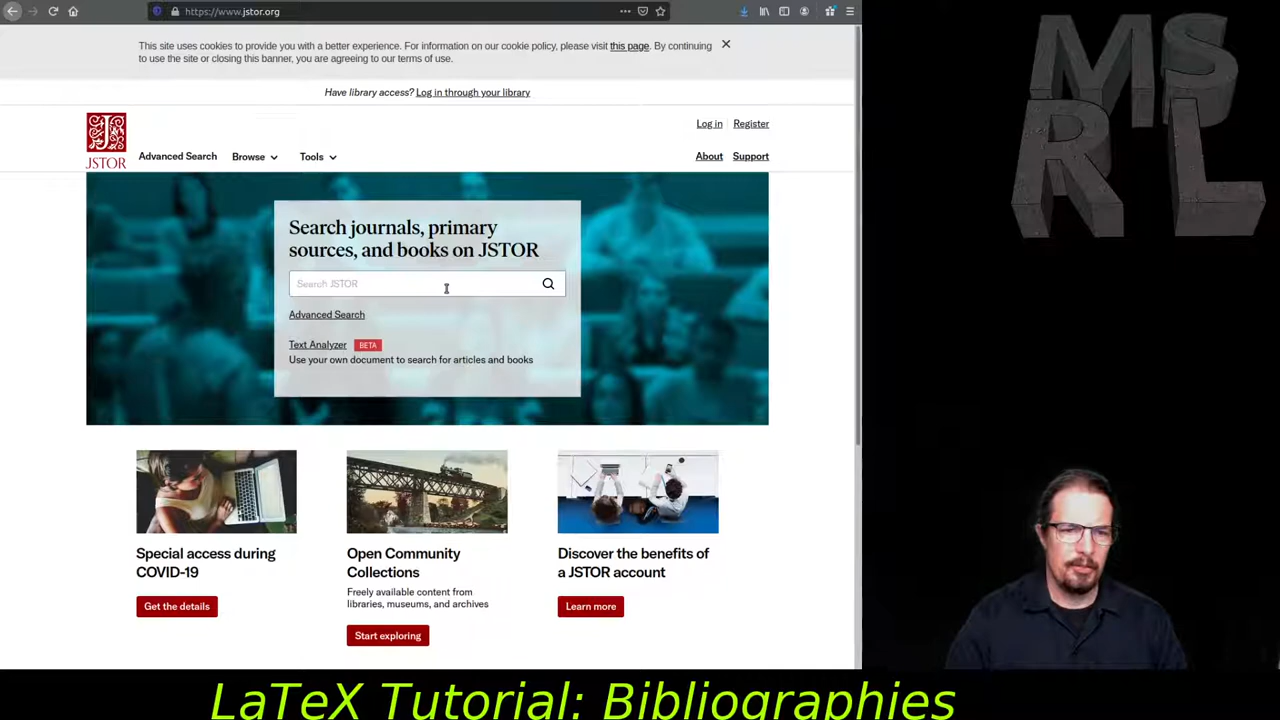 https://www.jstor.org
This site uses cookies to provide you with a better experience. For information on our cookie policy, please visit this page. By continuing
to use the site or closing this banner, you are agreeing to our terms of use.
Have library access? Log in through your library
Log in
Register
JSTOR
Advanced Search
Browse
Tools
About
Support
Search journals, primary
sources, and books on JSTOR
Search JSTOR
Advanced Search
Text Analyzer BETA
Use your own document to search for articles and books
Special access during
COVID-19
Get the details
Open Community
Collections
Freely available content from
libraries, museums, and archives
Start exploring
Discover the benefits of
a JSTOR account
Learn more
MS
RL
LaTeX Tutorial: Bibliographies